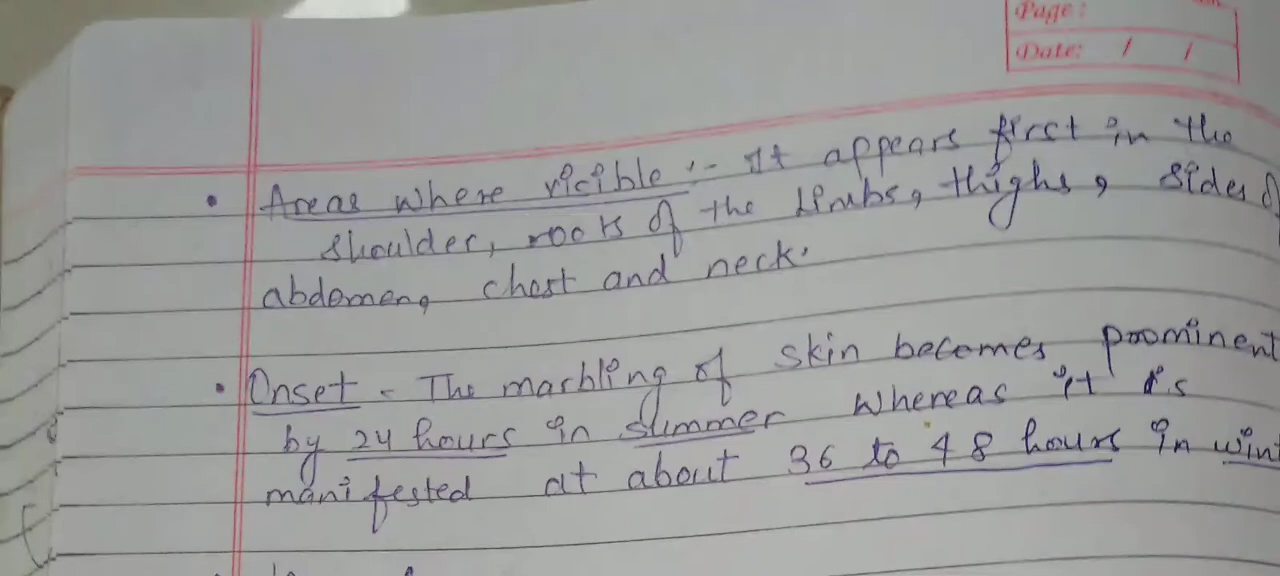 Page:
Date: / /
• Areas where visible :- It appears first in the
shoulder, roots of the limbs, thighs, sides of
abdomen, chest and neck.
• Onset - The marbling of skin becomes prominent
by 24 hours in summer whereas it is
manifested at about 36 to 48 hours in win